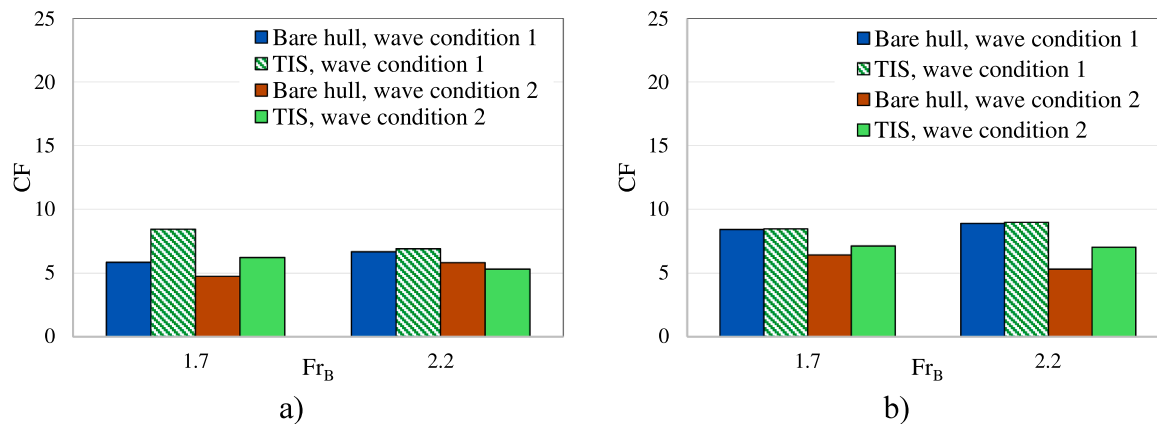 25
20
15
10
5
0
CF
Bare hull, wave condition 1
TIS, wave condition 1
Bare hull, wave condition 2
TIS, wave condition 2
1.7
2.2
Fr_B
a)
25
20
15
10
5
0
CF
Bare hull, wave condition 1
TIS, wave condition 1
Bare hull, wave condition 2
TIS, wave condition 2
1.7
2.2
Fr_B
b)